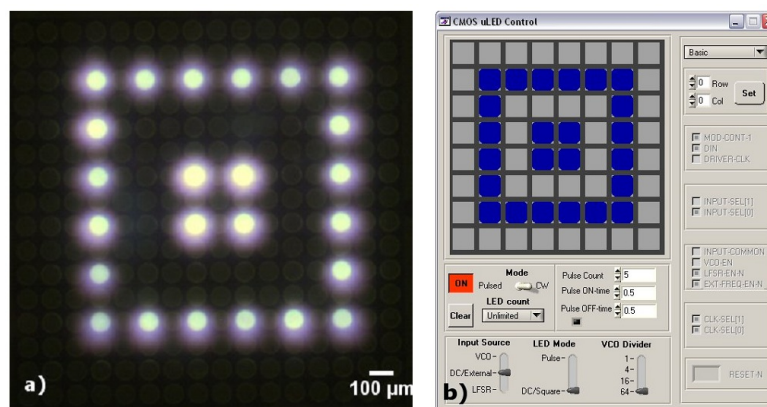 a)
100 µm
CMOS uLED Control
Basic
0 Row
0 Col
Set
MOD-CONT-1
DIN
DRIVER-CLK
INPUT-SEL[1]
INPUT-SEL[0]
INPUT-COMMON
VCO-EN
LFSR-EN-N
EXT-FREQ-EN-N
CLK-SEL[1]
CLK-SEL[0]
RESET-N
ON
Mode
Pulsed CW
LED count
Clear
Unlimited
Pulse Count 5
Pulse ON-time 0.5
Pulse OFF-time 0.5
Input Source LED Mode VCO Divider
VCO- Pulse- 1-
DC/External- 4-
LFSR- DC/Square- 16-
64-
b)